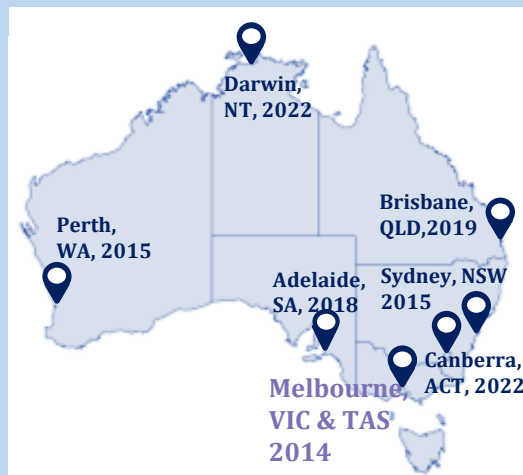 Darwin,
NT, 2022
Perth,
WA, 2015
Brisbane,
QLD,2019
Adelaide,
SA, 2018
Sydney, NSW
2015
Canberra,
ACT, 2022
Melbourne,
VIC & TAS
2014